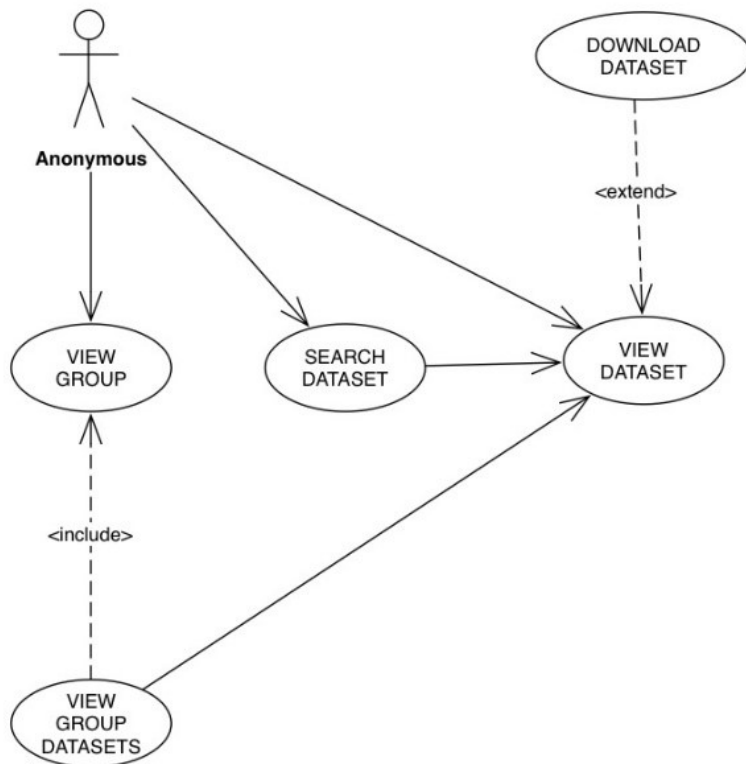 DOWNLOAD
DATASET
Anonymous
<extend>
VIEW
GROUP
SEARCH
DATASET
VIEW
DATASET
<include>
VIEW
GROUP
DATASETS